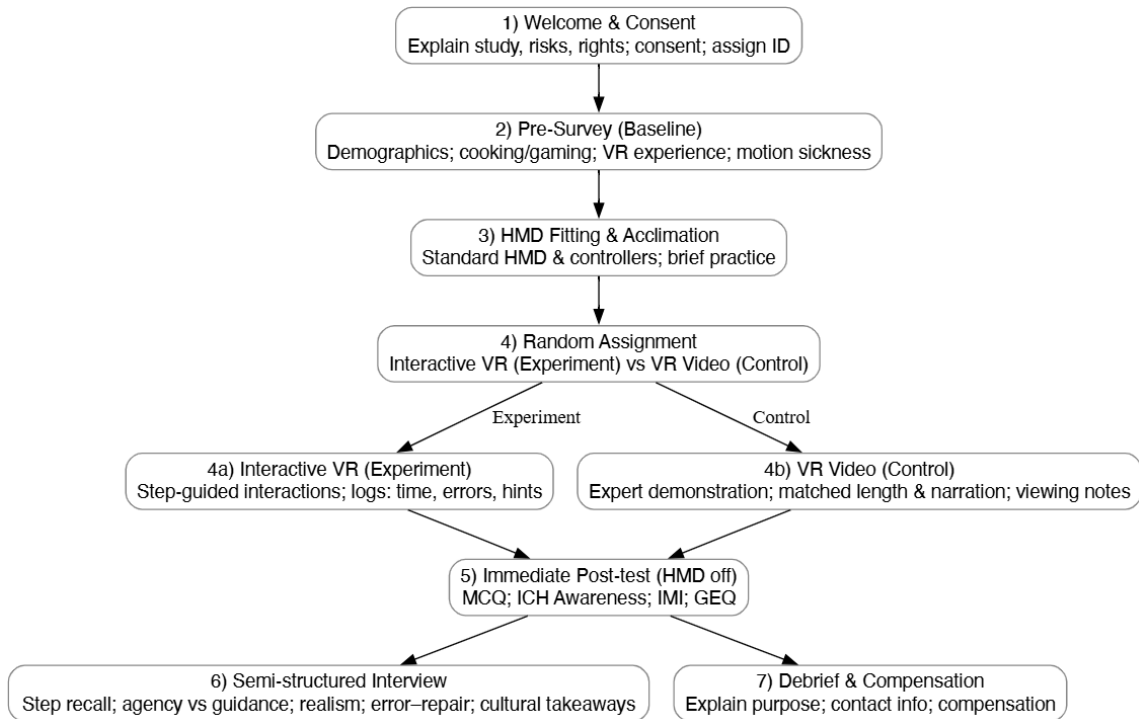 1) Welcome & Consent
Explain study, risks, rights; consent; assign ID
2) Pre-Survey (Baseline)
Demographics; cooking/gaming; VR experience; motion sickness
3) HMD Fitting & Acclimation
Standard HMD & controllers; brief practice
4) Random Assignment
Interactive VR (Experiment) vs VR Video (Control)
Experiment
Control
4a) Interactive VR (Experiment)
Step-guided interactions; logs: time, errors, hints
4b) VR Video (Control)
Expert demonstration; matched length & narration; viewing notes
5) Immediate Post-test (HMD off)
MCQ; ICH Awareness; IMI; GEQ
6) Semi-structured Interview
Step recall; agency vs guidance; realism; error–repair; cultural takeaways
7) Debrief & Compensation
Explain purpose; contact info; compensation